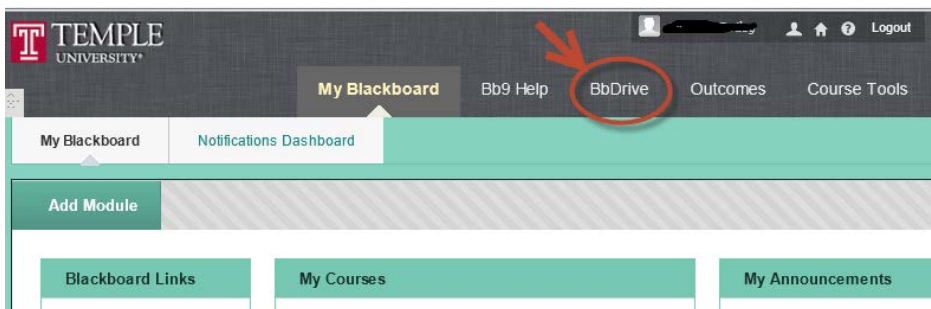 TEMPLE
UNIVERSITY®
Logout
My Blackboard Bb9 Help BbDrive Outcomes Course Tools
My Blackboard Notifications Dashboard
Add Module
Blackboard Links My Courses My Announcements